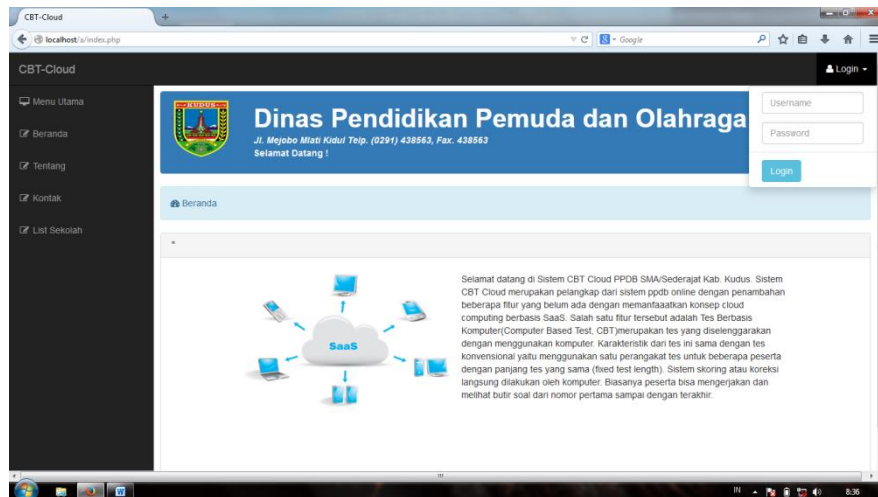 CBT-Cloud
localhost/a/index.php
Google
CBT-Cloud
Login
Menu Utama
Beranda
Tentang
Kontak
List Sekolah
KUDUS
Dinas Pendidikan Pemuda dan Olahraga
Jl. Mejobo Mlati Kidul Telp. (0291) 438563, Fax. 438563
Selamat Datang !
Username
Password
Login
Beranda
SaaS
Selamat datang di Sistem CBT Cloud PPDB SMA/Sederajat Kab. Kudus. Sistem
CBT Cloud merupakan pelangkap dari sistem ppdb online dengan penambahan
beberapa fitur yang belum ada dengan memanfaaatkan konsep cloud
computing berbasis SaaS. Salah satu fitur tersebut adalah Tes Berbasis
Komputer(Computer Based Test, CBT)merupakan tes yang diselenggarakan
dengan menggunakan komputer. Karakteristik dari tes ini sama dengan tes
konvensional yaitu menggunakan satu perangakat tes untuk beberapa peserta
dengan panjang tes yang sama (fixed test length). Sistem skoring atau koreksi
langsung dilakukan oleh komputer. Biasanya peserta bisa mengerjakan dan
melihat butir soal dari nomor pertama sampai dengan terakhir.
IN
8:36